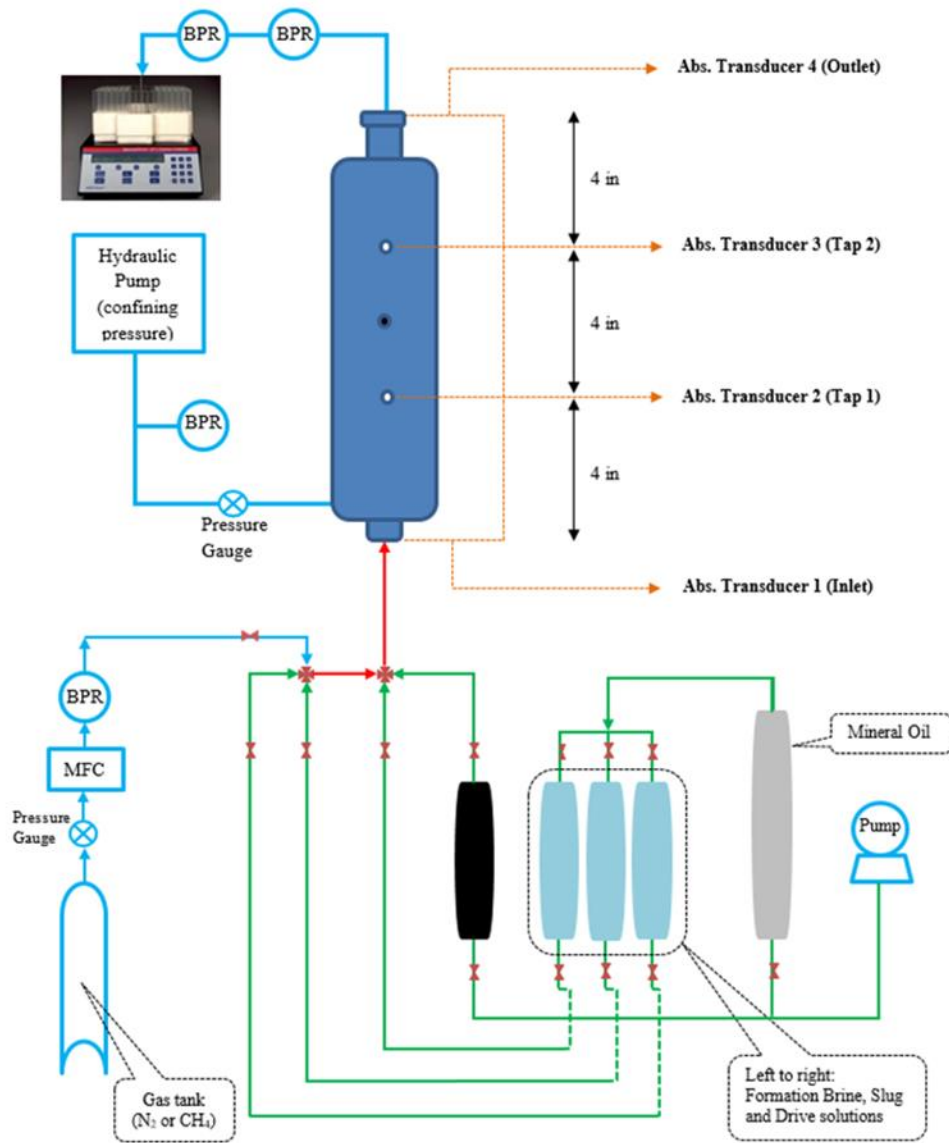 BPR
BPR
Abs. Transducer 4 (Outlet)
4 in
Hydraulic
Pump
(confining
pressure)
Abs. Transducer 3 (Tap 2)
4 in
Abs. Transducer 2 (Tap 1)
BPR
4 in
Pressure
Gauge
Abs. Transducer 1 (Inlet)
BPR
Mineral Oil
MFC
Pressure
Gauge
Pump
Gas tank
(N₂ or CH₄)
Left to right:
Formation Brine, Slug
and Drive solutions